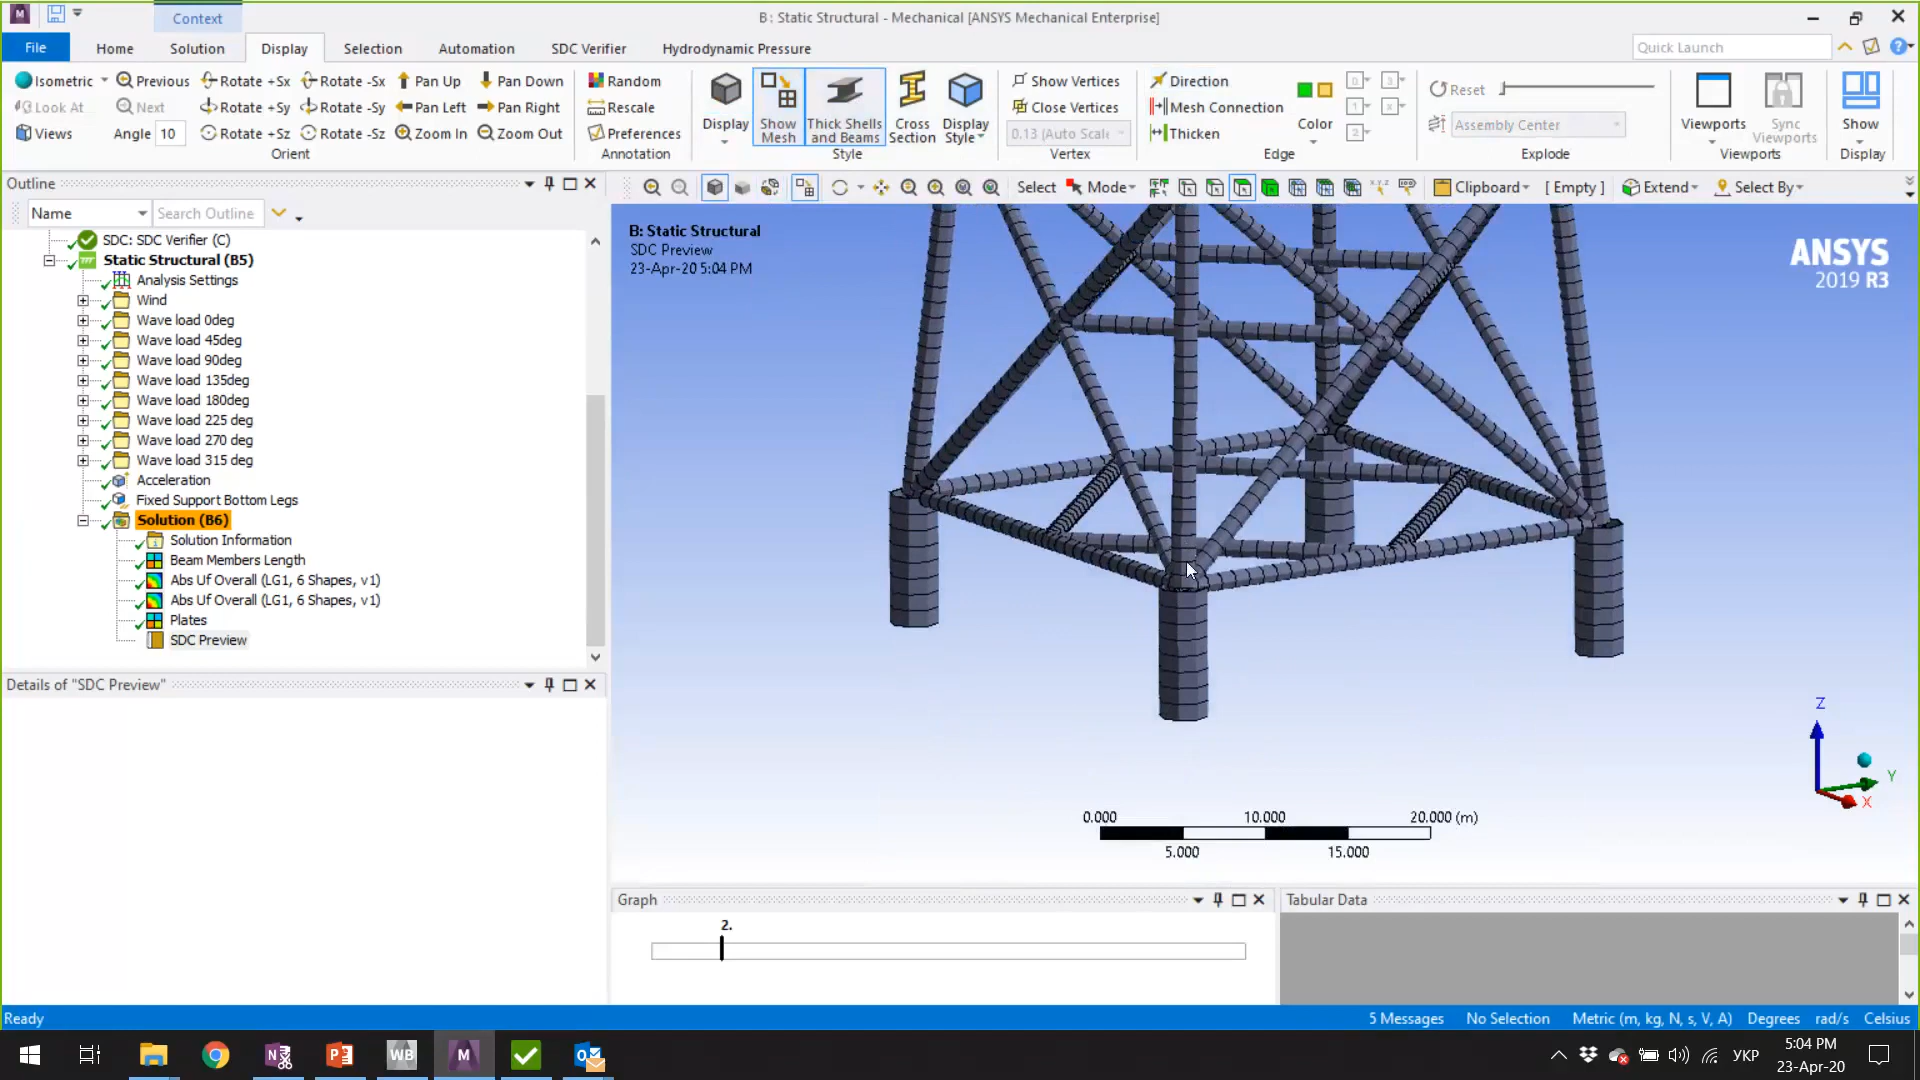 Context
B : Static Structural - Mechanical [ANSYS Mechanical Enterprise]
File
Home
Solution
Display
Selection
Automation
SDC Verifier
Hydrodynamic Pressure
Quick Launch
Isometric
Previous
Rotate +Sx
Rotate -Sx
Pan Up
Pan Down
Look At
Next
Rotate +Sy
Rotate -Sy
Pan Left
Pan Right
Views
Angle 10
Rotate +Sz
Rotate -Sz
Zoom In
Zoom Out
Orient
Random
Rescale
Preferences
Annotation
Display
Show Mesh
Thick Shells and Beams
Cross Section
Display Style
Style
Show Vertices
Close Vertices
0.13 (Auto Scale
Vertex
Direction
Mesh Connection
Thicken
Color
Edge
Reset
Assembly Center
Explode
Viewports
Sync Viewports
Viewports
Show
Display
Outline
Name
Search Outline
Select
Mode
Clipboard
[ Empty ]
Extend
Select By
SDC: SDC Verifier (C)
Static Structural (B5)
Analysis Settings
Wind
Wave load 0deg
Wave load 45deg
Wave load 90deg
Wave load 135deg
Wave load 180deg
Wave load 225 deg
Wave load 270 deg
Wave load 315 deg
Acceleration
Fixed Support Bottom Legs
Solution (B6)
Solution Information
Beam Members Length
Abs Uf Overall (LG1, 6 Shapes, v1)
Abs Uf Overall (LG1, 6 Shapes, v1)
Plates
SDC Preview
Details of "SDC Preview"
B: Static Structural
SDC Preview
23-Apr-20 5:04 PM
ANSYS
2019 R3
Z
Y
X
0.000
10.000
20.000 (m)
5.000
15.000
Graph
2.
Tabular Data
Ready
5 Messages
No Selection
Metric (m, kg, N, s, V, A)
Degrees
rad/s
Celsius
WB
M
УКР
5:04 PM
23-Apr-20